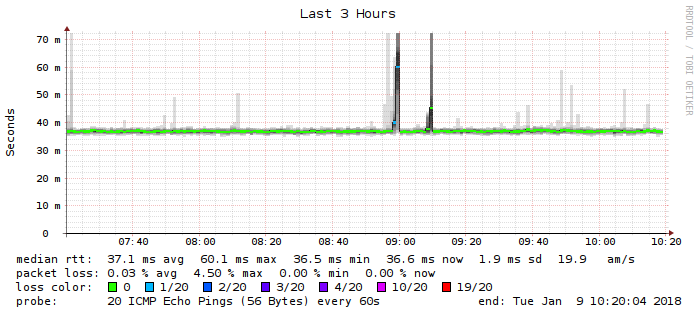 Last 3 Hours
RRDTOOL / TOBI OETIKER
Seconds
70 m
60 m
50 m
40 m
30 m
20 m
10 m
0
07:40 08:00 08:20 08:40 09:00 09:20 09:40 10:00 10:20
median rtt: 37.1 ms avg 60.1 ms max 36.5 ms min 36.6 ms now 1.9 ms sd 19.9 am/s
packet loss: 0.03 % avg 4.50 % max 0.00 % min 0.00 % now
loss color: 0 1/20 2/20 3/20 4/20 10/20 19/20
probe: 20 ICMP Echo Pings (56 Bytes) every 60s end: Tue Jan 9 10:20:04 2018